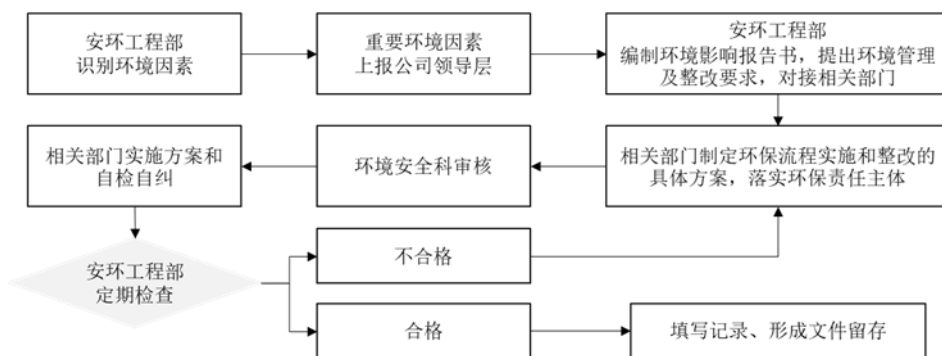 安环工程部
识别环境因素
重要环境因素
上报公司领导层
安环工程部
编制环境影响报告书，提出环境管理
及整改要求，对接相关部门
相关部门实施方案和
自检自纠
环境安全科审核
相关部门制定环保流程实施和整改的
具体方案，落实环保责任主体
安环工程部
定期检查
不合格
合格
填写记录、形成文件留存